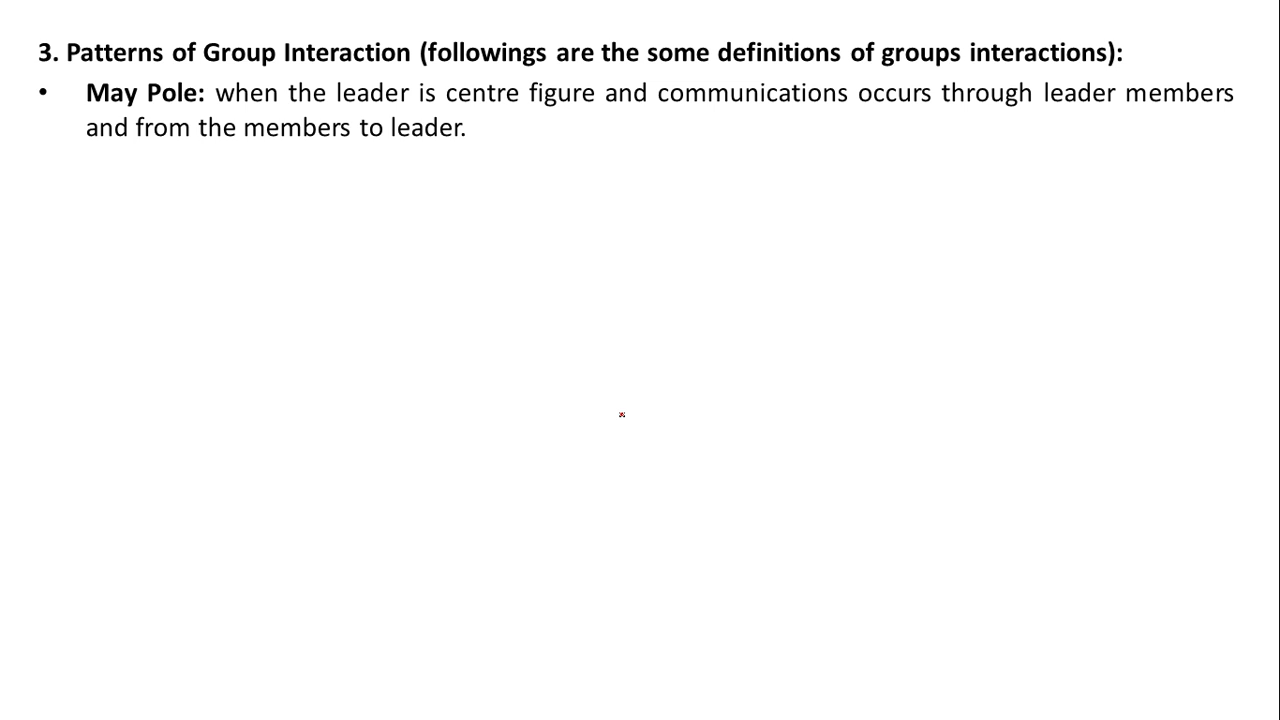 3. Patterns of Group Interaction (followings are the some definitions of groups interactions):
• May Pole: when the leader is centre figure and communications occurs through leader members
and from the members to leader.